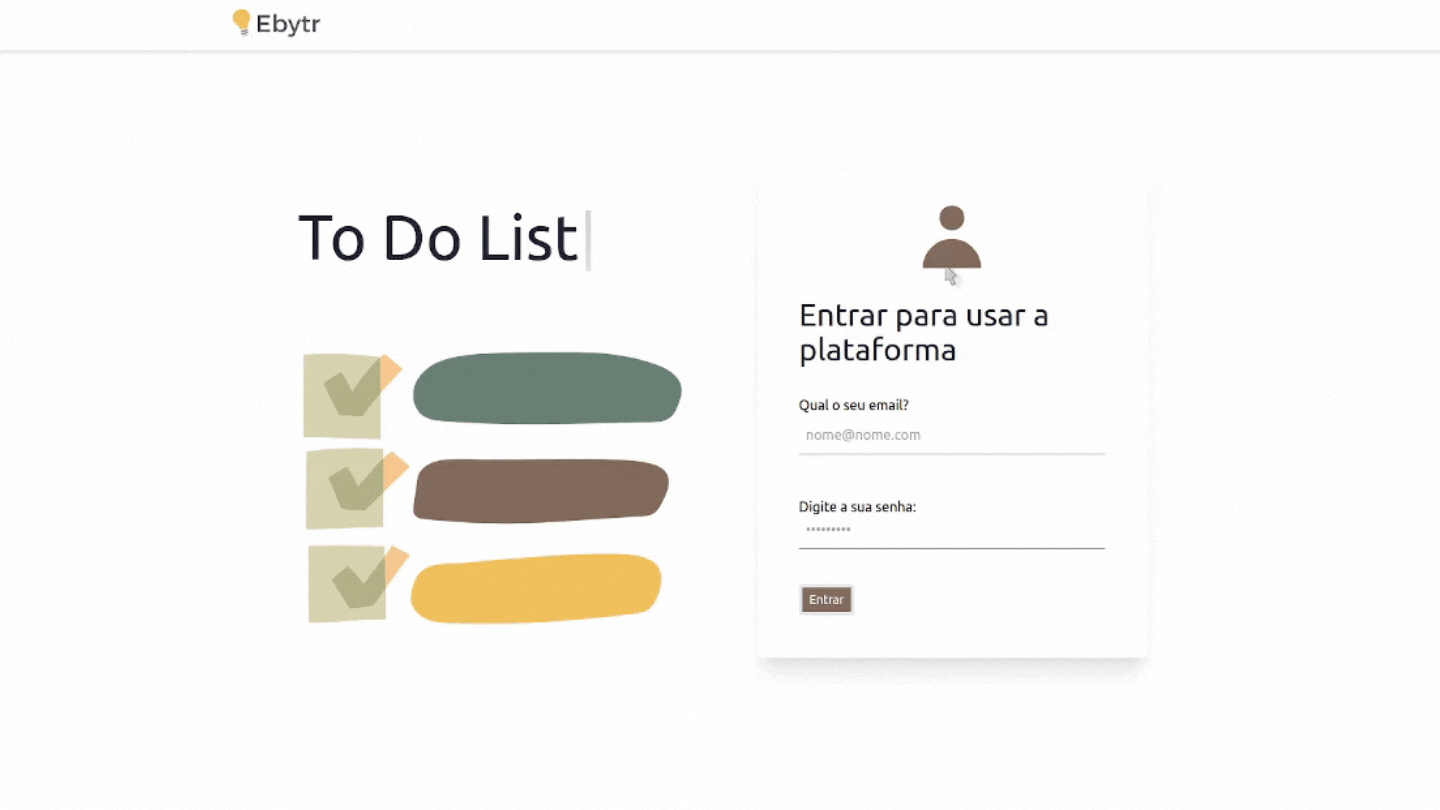 Ebytr
To Do List
Entrar para usar a
plataforma
Qual o seu email?
nome@nome.com
Digite a sua senha:
•••••••••
Entrar